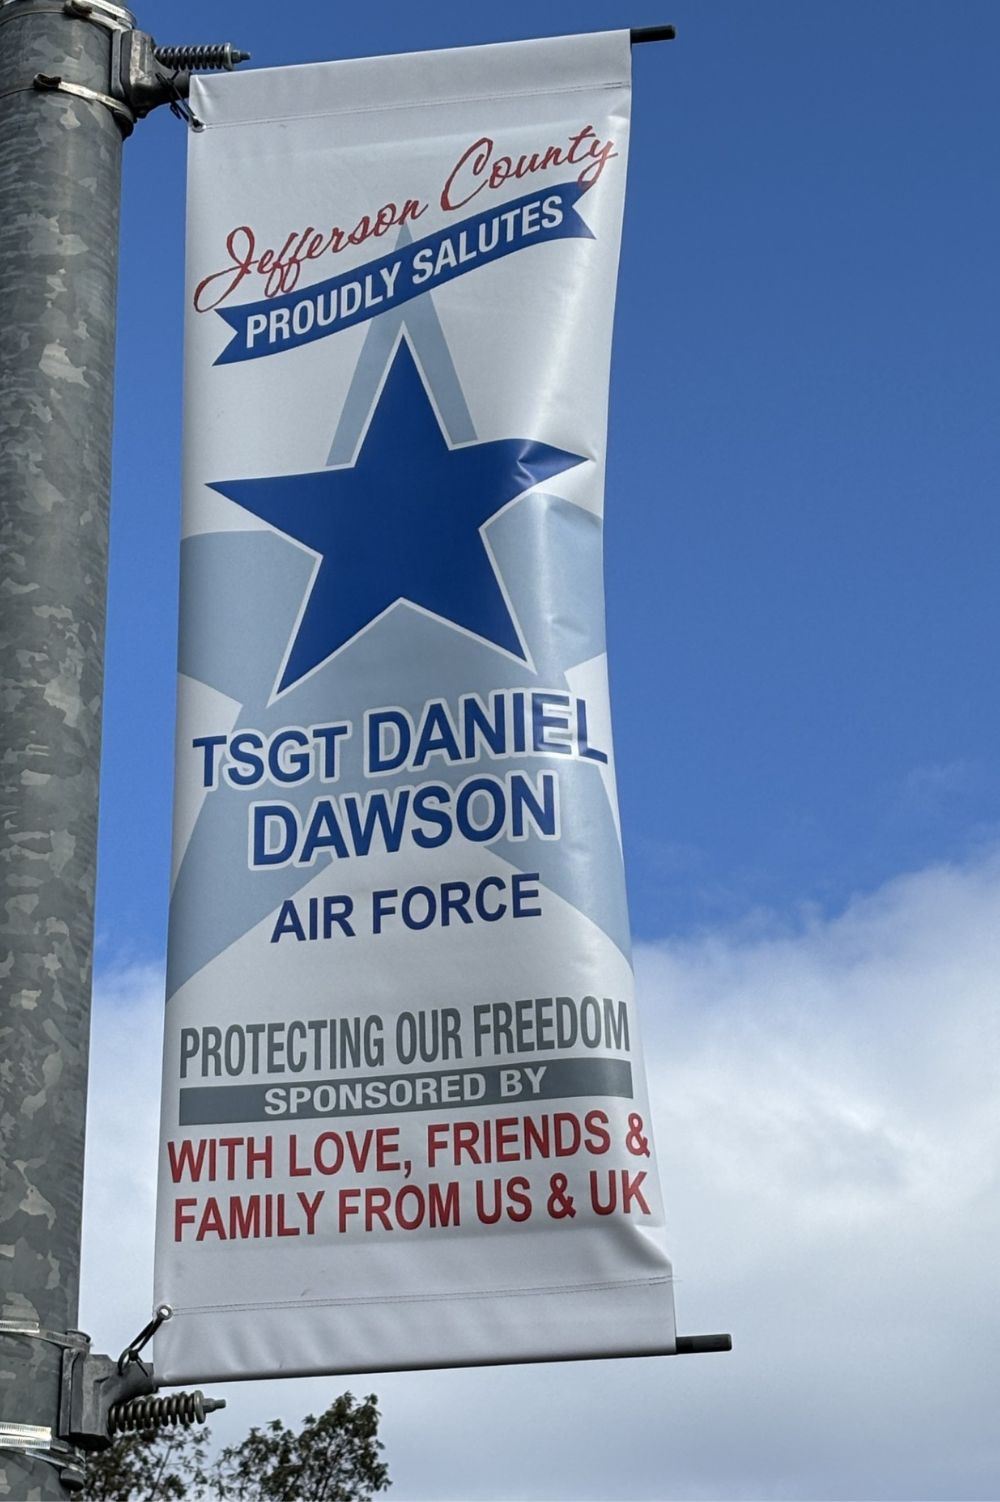 Jefferson County
PROUDLY SALUTES
TSGT DANIEL
DAWSON
AIR FORCE
PROTECTING OUR FREEDOM
SPONSORED BY
WITH LOVE, FRIENDS &
FAMILY FROM US & UK